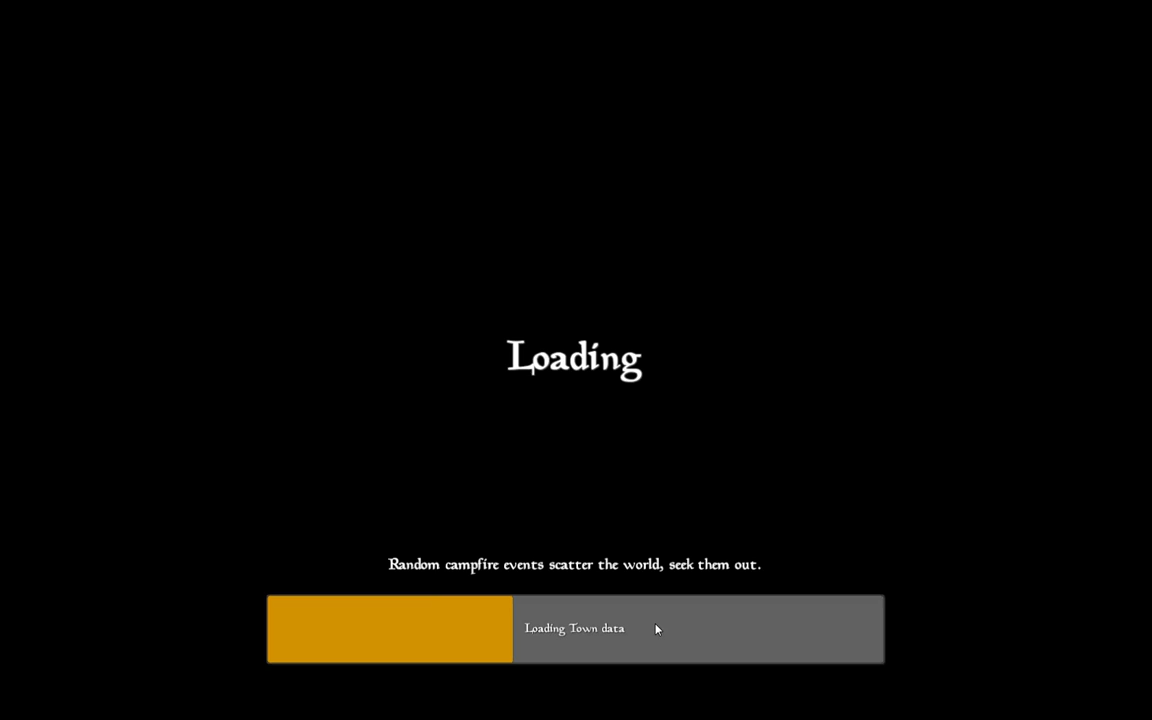 Loading
Random campfire events scatter the world, seek them out.
Loading Town data